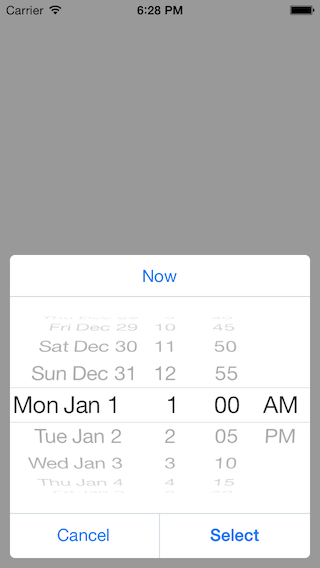 Carrier 6:28 PM
Now
Fri Dec 29 10 45
Sat Dec 30 11 50
Sun Dec 31 12 55
Mon Jan 1 1 00 AM
Tue Jan 2 2 05 PM
Wed Jan 3 3 10
Thu Jan 4 4 15
Cancel Select